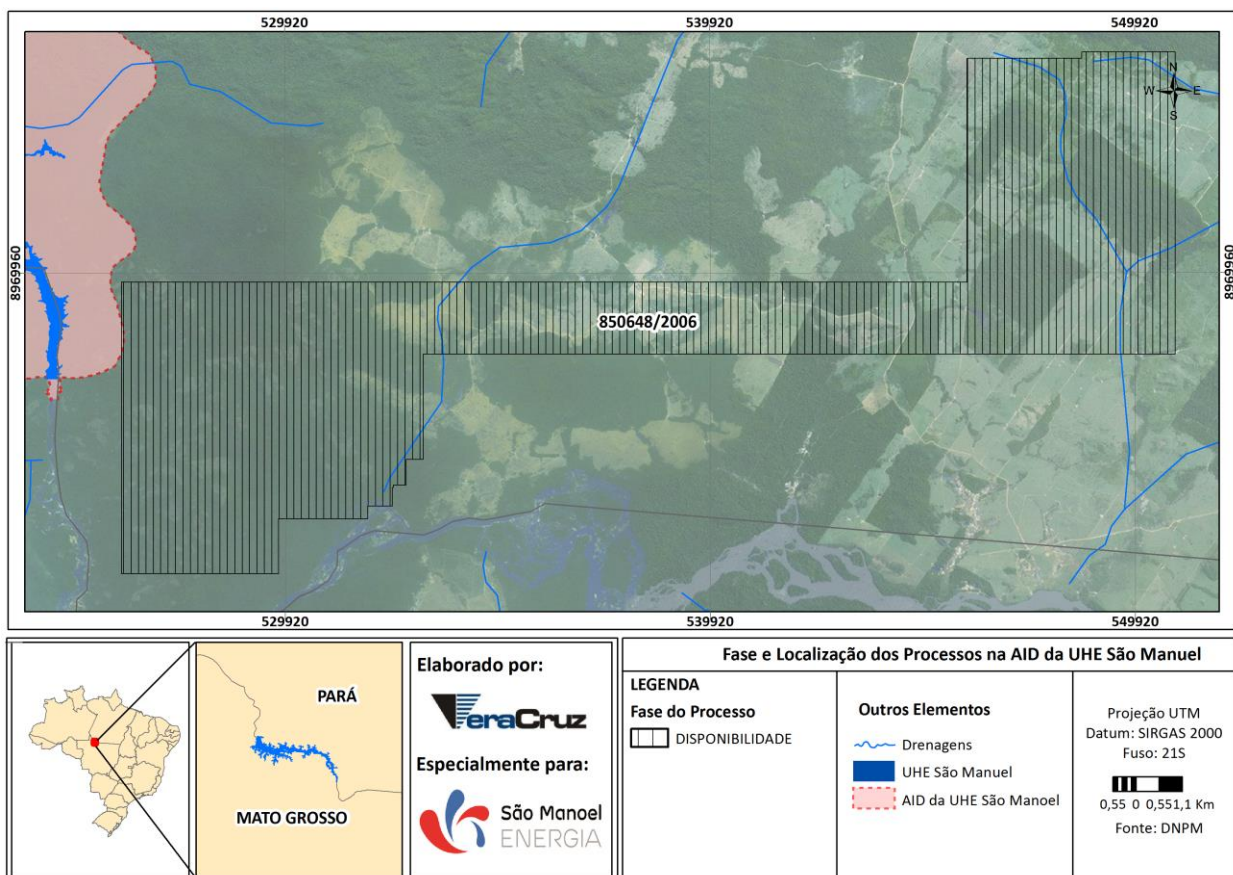 529920
539920
549920
N
W
E
S
8969960
8969960
850648/2006
529920
539920
549920
PARÁ
MATO GROSSO
Elaborado por:
VeraCruz
Especialmente para:
São Manoel
ENERGIA
Fase e Localização dos Processos na AID da UHE São Manuel
LEGENDA
Fase do Processo
DISPONIBILIDADE
Outros Elementos
Drenagens
UHE São Manuel
AID da UHE São Manoel
Projeção UTM
Datum: SIRGAS 2000
Fuso: 21S
0,55 0 0,551,1 Km
Fonte: DNPM